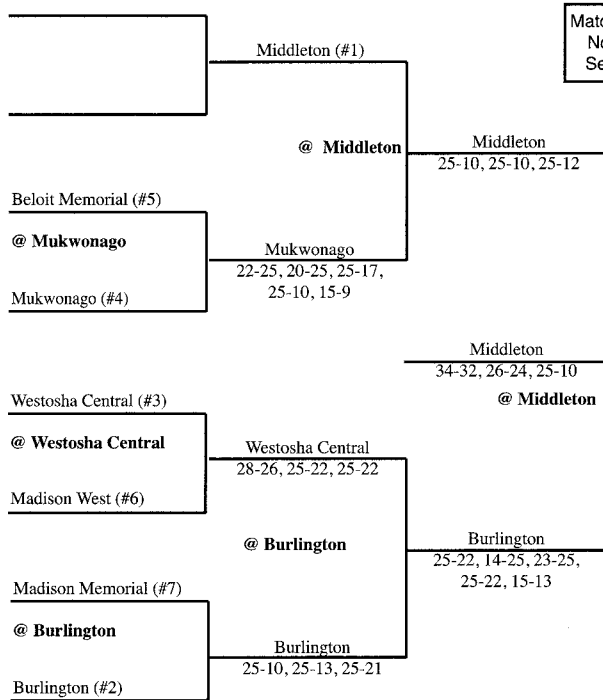 Middleton (#1)
@ Middleton
Middleton
25-10, 25-10, 25-12
Beloit Memorial (#5)
@ Mukwonago
Mukwonago (#4)
Mukwonago
22-25, 20-25, 25-17,
25-10, 15-9
Middleton
34-32, 26-24, 25-10
@ Middleton
Westosha Central (#3)
@ Westosha Central
Madison West (#6)
Westosha Central
28-26, 25-22, 25-22
@ Burlington
Burlington
25-22, 14-25, 23-25,
25-22, 15-13
Madison Memorial (#7)
@ Burlington
Burlington (#2)
Burlington
25-10, 25-13, 25-21